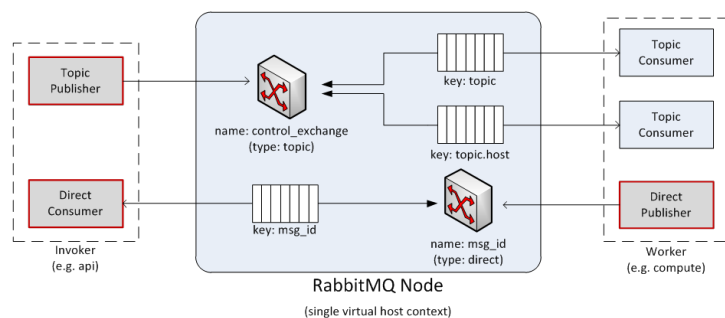 Topic
Publisher
name: control_exchange
(type: topic)
key: topic
Topic
Consumer
key: topic.host
Topic
Consumer
Direct
Consumer
key: msg_id
name: msg_id
(type: direct)
Direct
Publisher
Invoker
(e.g. api)
Worker
(e.g. compute)
RabbitMQ Node
(single virtual host context)